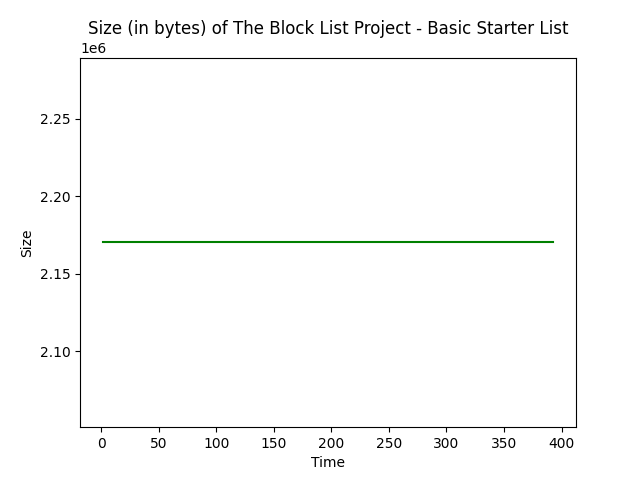 Size (in bytes) of The Block List Project - Basic Starter List
1e6
2.25
2.20
2.15
2.10
Size
0 50 100 150 200 250 300 350 400
Time